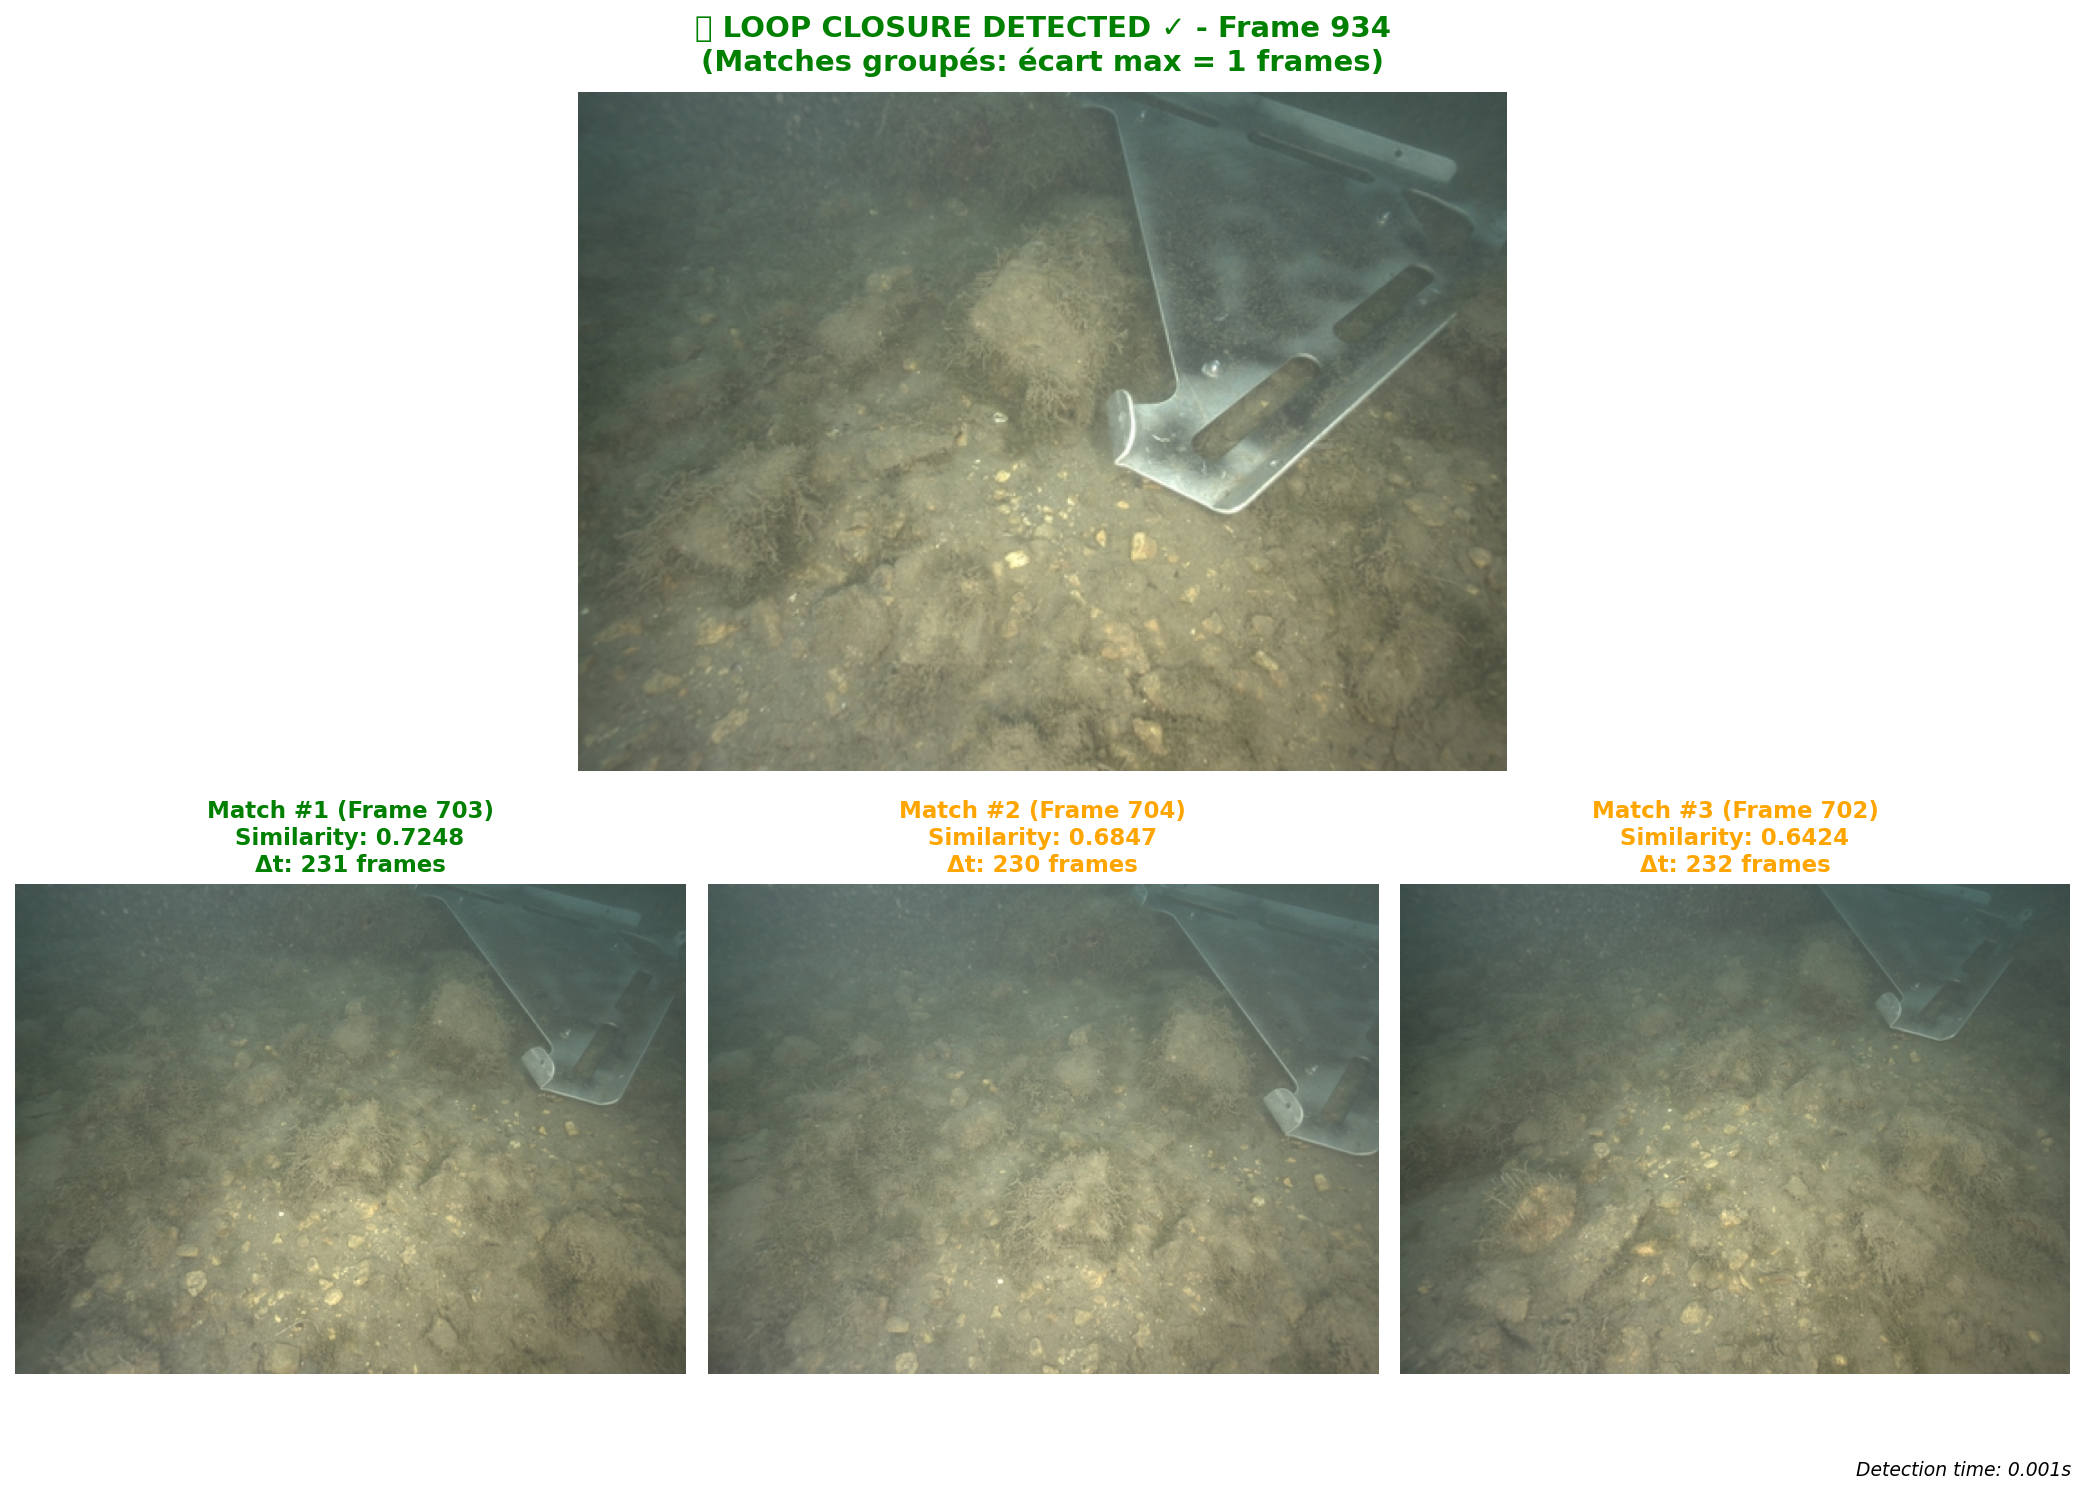 ▯ LOOP CLOSURE DETECTED ✓ - Frame 934
(Matches groupés: écart max = 1 frames)
Match #1 (Frame 703)
Similarity: 0.7248
Δt: 231 frames
Match #2 (Frame 704)
Similarity: 0.6847
Δt: 230 frames
Match #3 (Frame 702)
Similarity: 0.6424
Δt: 232 frames
Detection time: 0.001s